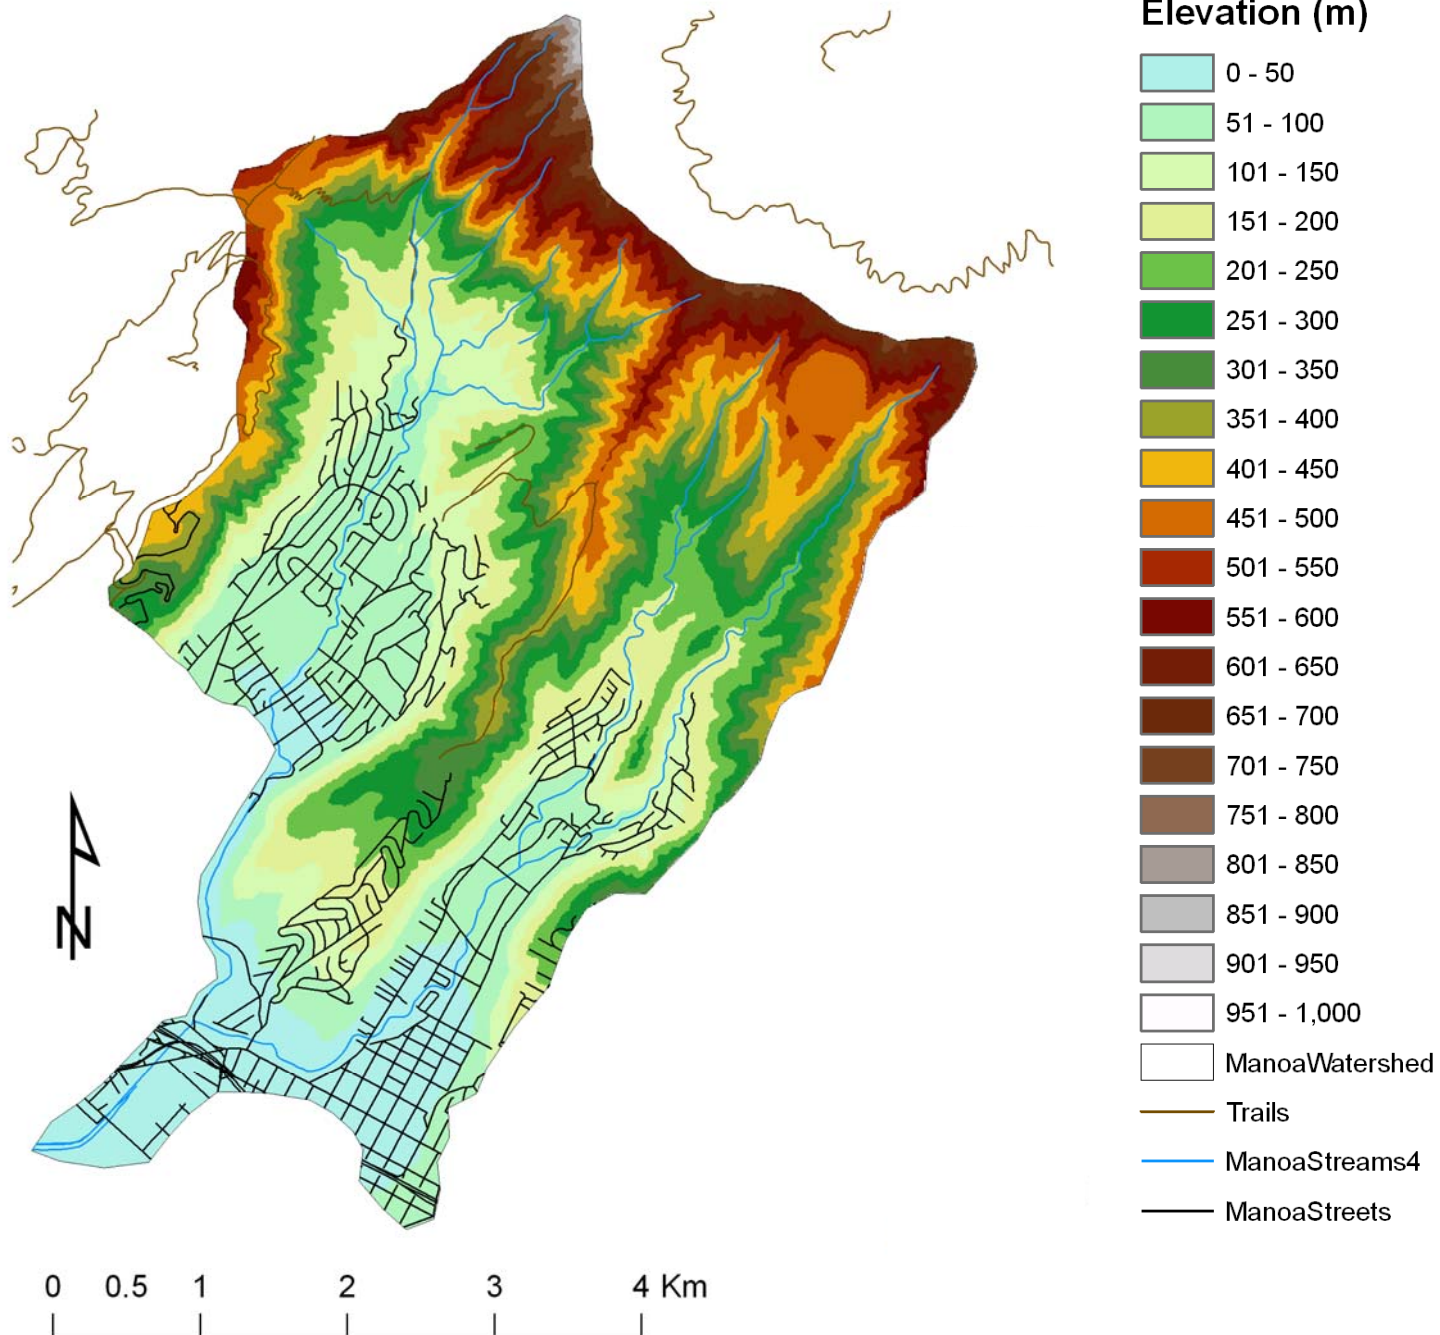 Elevation (m)
0 - 50
51 - 100
101 - 150
151 - 200
201 - 250
251 - 300
301 - 350
351 - 400
401 - 450
451 - 500
501 - 550
551 - 600
601 - 650
651 - 700
701 - 750
751 - 800
801 - 850
851 - 900
901 - 950
951 - 1,000
ManoaWatershed
Trails
ManoaStreams4
ManoaStreets
N
0 0.5 1 2 3 4 Km